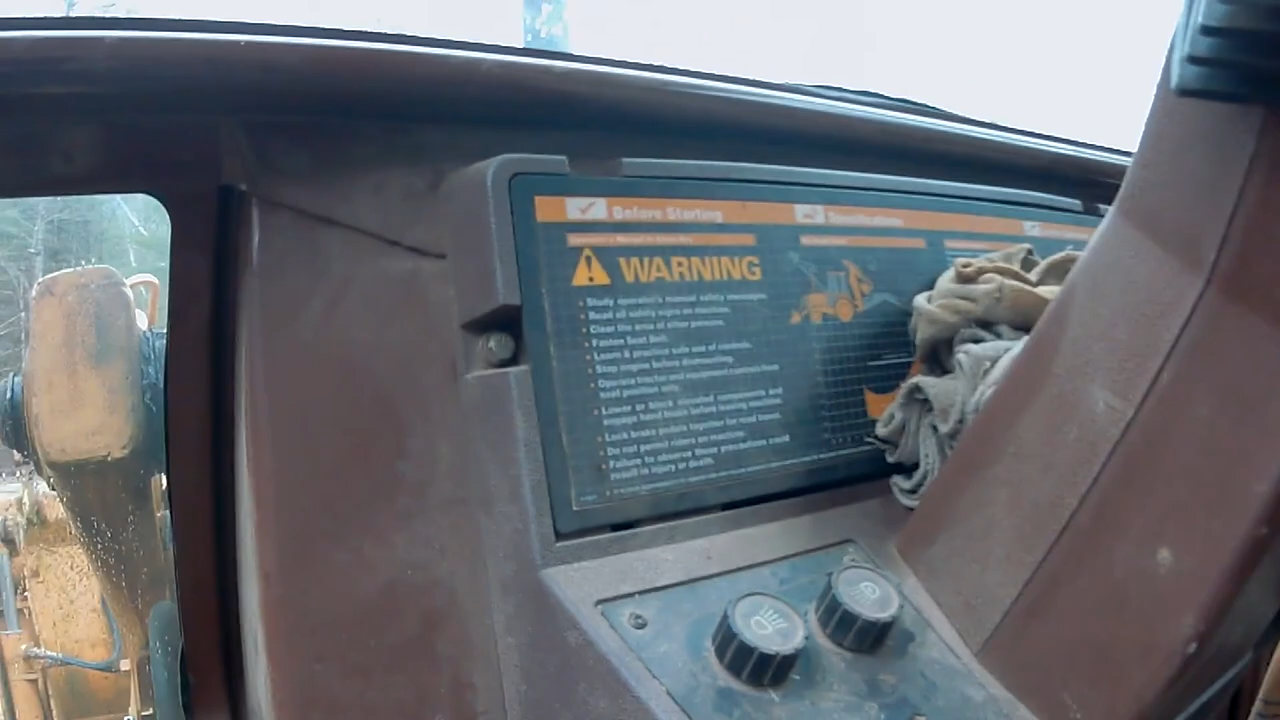 Before Starting
Specifications
WARNING
Study operator's manual safety messages.
Read all safety signs on machine.
Clear the area of other persons.
Fasten Seat Belt.
Learn & practice safe use of controls.
Stop engine before dismounting.
Operate tractor and equipment controls from
seat position only.
Lower or block elevated components and
engage hand brake before leaving machine.
Lock brake pedals together for road travel.
Do not permit riders on machine.
Failure to observe these precautions could
result in injury or death.